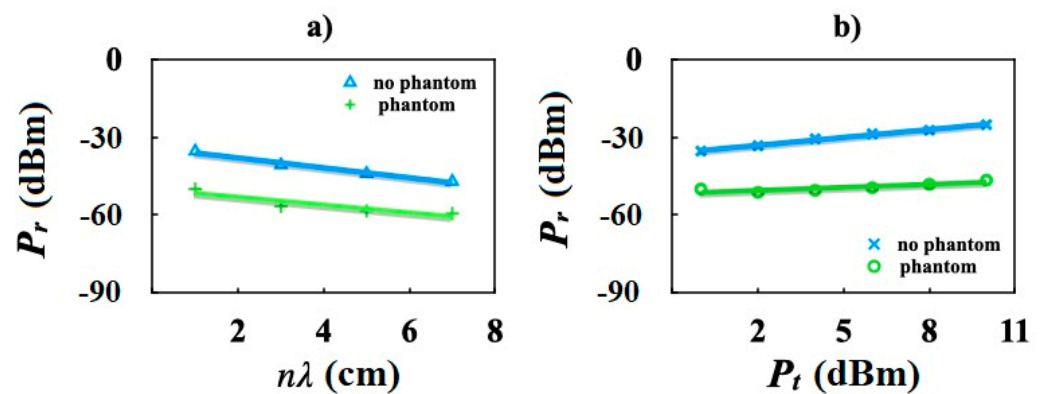 a)
0
-30
-60
-90
Pr (dBm)
no phantom
phantom
2 4 6 8
nλ (cm)
b)
0
-30
-60
-90
Pr (dBm)
no phantom
phantom
2 5 8 11
Pt (dBm)